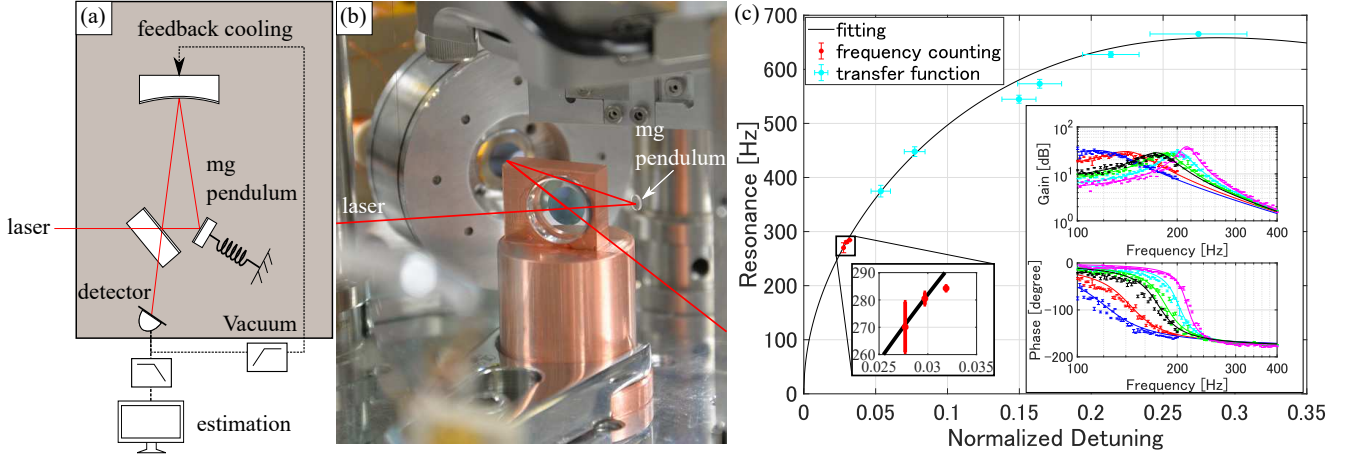 (a)
feedback cooling
mg
pendulum
laser
detector
Vacuum
estimation
(b)
mg
pendulum
laser
(c)
700
600
500
400
300
200
100
0
Resonance [Hz]
0
0.05
0.1
0.15
0.2
0.25
0.3
0.35
Normalized Detuning
fitting
frequency counting
transfer function
290
280
270
260
0.025
0.03
0.035
Gain [dB]
10²
10¹
10⁰
100
200
300
400
Frequency [Hz]
Phase [degree]
0
-100
-200
100
200
300
400
Frequency [Hz]